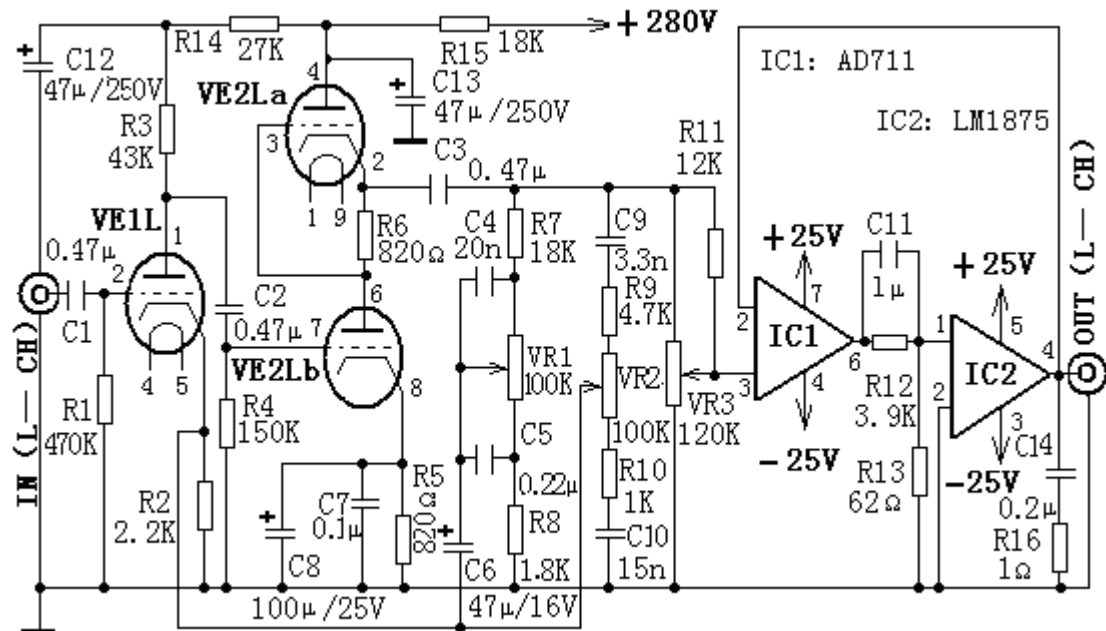 +280V
R14
27K
R15
18K
C12
47μ/250V
VE2La
4
3
2
1
9
C13
47μ/250V
IC1: AD711
IC2: LM1875
R3
43K
R11
12K
C3
0.47μ
VE1L
1
2
4
5
0.47μ
C1
R6
820Ω
C4
20n
R7
18K
C9
3.3n
R9
4.7K
+25V
7
C11
1μ
+25V
5
C2
0.47μ
7
VE2Lb
6
8
VR1
100K
VR2
100K
VR3
120K
2
3
IC1
6
4
-25V
R12
3.9K
1
2
IC2
4
3
-25V
C14
0.2μ
IN (L—CH)
OUT (L—CH)
R1
470K
R4
150K
R2
2.2K
C7
0.1μ
R5
820Ω
C8
100μ/25V
C5
0.22μ
C6
47μ/16V
R8
1.8K
R10
1K
C10
15n
R13
62Ω
R16
1Ω